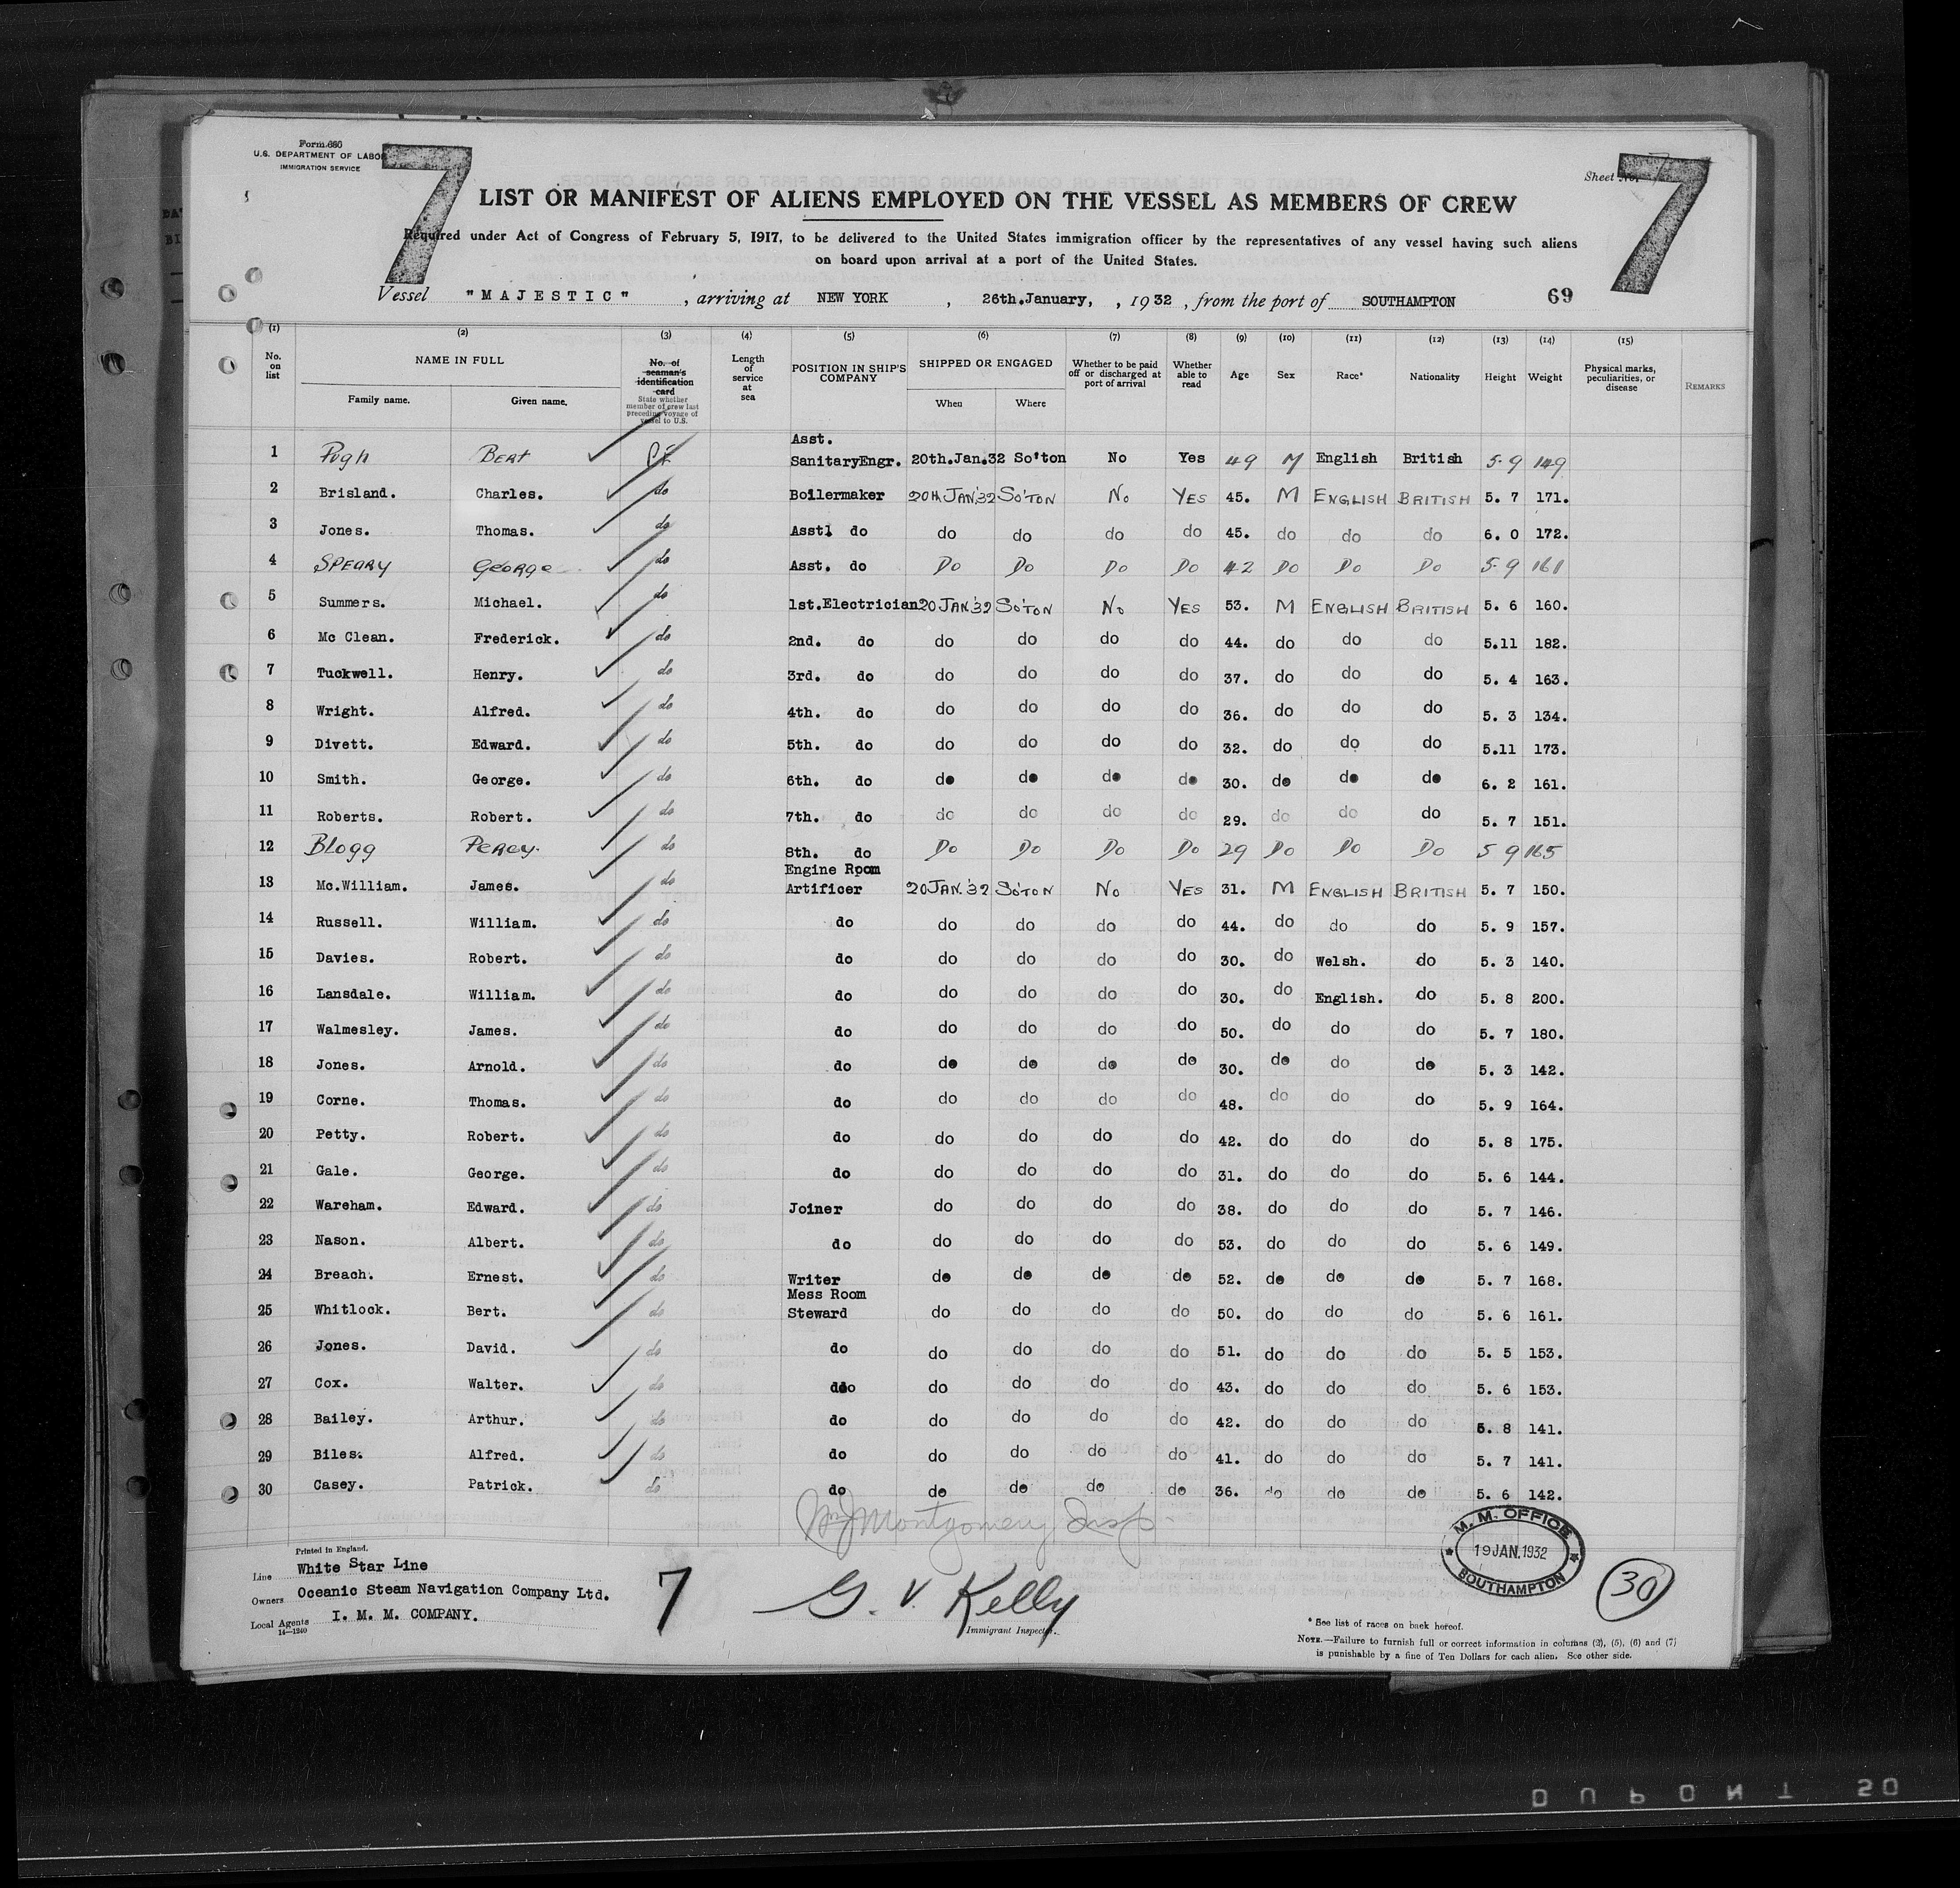 Form 680
U.S. DEPARTMENT OF LABOR
IMMIGRATION SERVICE
7
7
Sheet No.
LIST OR MANIFEST OF ALIENS EMPLOYED ON THE VESSEL AS MEMBERS OF CREW
Required under Act of Congress of February 5, 1917, to be delivered to the United States immigration officer by the representatives of any vessel having such aliens
on board upon arrival at a port of the United States.
Vessel "MAJESTIC", arriving at NEW YORK, 26th.January, , 1932, from the port of SOUTHAMPTON 69
(1) (2) (3) (4) (5) (6) (7) (8) (9) (10) (11) (12) (13) (14) (15)
No. on list NAME IN FULL Family name. Given name. No. of seaman's identification card State whether member of crew last preceding voyage of vessel to U.S. Length of service at sea POSITION IN SHIP'S COMPANY SHIPPED OR ENGAGED When Where Whether to be paid off or discharged at port of arrival Whether able to read Age Sex Race* Nationality Height Weight Physical marks, peculiarities, or disease REMARKS
1 Pugh Bert Asst. SanitaryEngr. 20th.Jan.32 So'ton No Yes 49 M English British 5.9 149
2 Brisland. Charles. do Boilermaker 20th JAN'32 SO'TON No YES 45. M ENGLISH BRITISH 5. 7 171.
3 Jones. Thomas. do Asst1 do do do do do 45. do do do 6. 0 172.
4 SPEARY GEORGE do Asst. do Do Do Do Do 42 Do Do Do 5.9 161
5 Summers. Michael. do 1st.Electrician 20 JAN'32 SO'TON No YES 53. M ENGLISH BRITISH 5. 6 160.
6 Mc Clean. Frederick. do 2nd. do do do do do 44. do do do 5.11 182.
7 Tuckwell. Henry. do 3rd. do do do do do 37. do do do 5. 4 163.
8 Wright. Alfred. do 4th. do do do do do 36. do do do 5. 3 134.
9 Divett. Edward. do 5th. do do do do do 32. do do do 5.11 173.
10 Smith. George. do 6th. do do do do do 30. do do do 6. 2 161.
11 Roberts. Robert. do 7th. do do do do do 29. do do do 5. 7 151.
12 Blogg Percy. do 8th. do Do Do Do Do 29 Do Do Do 5 9 165
13 Mc.William. James. do Engine Room Artificer 20 JAN.'32 SO'TON No YES 31. M ENGLISH BRITISH 5. 7 150.
14 Russell. William. do do do do do do 44. do do do 5. 9 157.
15 Davies. Robert. do do do do do do 30. do Welsh. do 5. 3 140.
16 Lansdale. William. do do do do do do 30. do English. do 5. 8 200.
17 Walmesley. James. do do do do do do 50. do do do 5. 7 180.
18 Jones. Arnold. do do do do do do 30. do do do 5. 3 142.
19 Corne. Thomas. do do do do do do 48. do do do 5. 9 164.
20 Petty. Robert. do do do do do do 42. do do do 5. 8 175.
21 Gale. George. do do do do do do 31. do do do 5. 6 144.
22 Wareham. Edward. do Joiner do do do do 38. do do do 5. 7 146.
23 Nason. Albert. do do do do do do 53. do do do 5. 6 149.
24 Breach. Ernest. do Writer do do do do 52. do do do 5. 7 168.
25 Whitlock. Bert. do Mess Room Steward do do do do 50. do do do 5. 6 161.
26 Jones. David. do do do do do do 51. do do do 5. 5 153.
27 Cox. Walter. do do do do do do 43. do do do 5. 6 153.
28 Bailey. Arthur. do do do do do do 42. do do do 5. 8 141.
29 Biles. Alfred. do do do do do do 41. do do do 5. 7 141.
30 Casey. Patrick. do do do do do do 36. do do do 5. 6 142.
Montgomery Insp.
M. M. OFFICE
19 JAN. 1932
SOUTHAMPTON
30
Printed in England.
Line White Star Line
Owners Oceanic Steam Navigation Company Ltd.
Local Agents I. M. M. COMPANY.
14—1240
7
G. V. Kelly
Immigrant Inspector.
* See list of races on back hereof.
NOTE.—Failure to furnish full or correct information in columns (2), (5), (6) and (7)
is punishable by a fine of Ten Dollars for each alien. See other side.
DUPONT 50